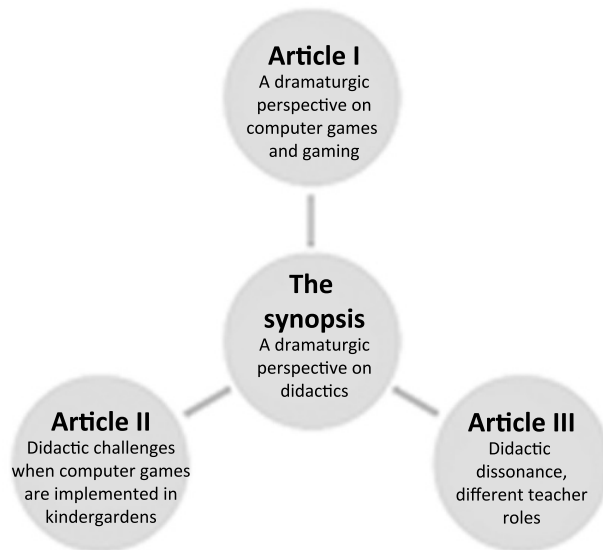 Article I
A dramaturgic
perspective on
computer games
and gaming
The
synopsis
A dramaturgic
perspective on
didactics
Article II
Didactic challenges
when computer games
are implemented in
kindergardens
Article III
Didactic
dissonance,
different teacher
roles